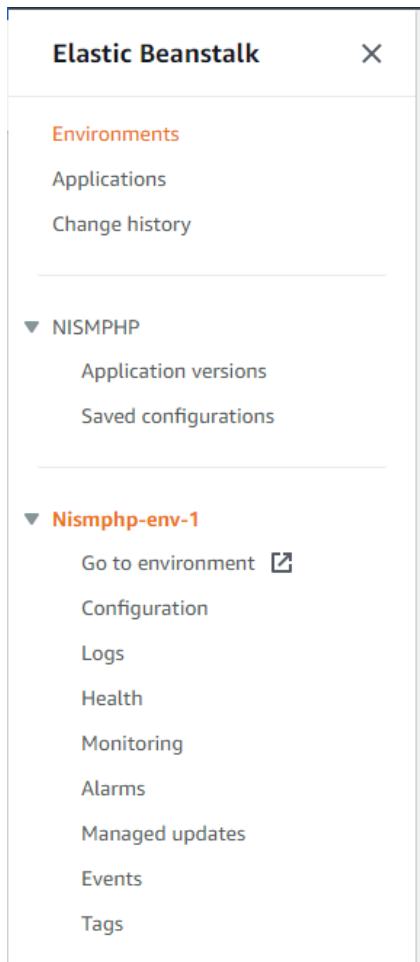 Elastic Beanstalk
Environments
Applications
Change history
NISMPHP
Application versions
Saved configurations
Nismphp-env-1
Go to environment
Configuration
Logs
Health
Monitoring
Alarms
Managed updates
Events
Tags